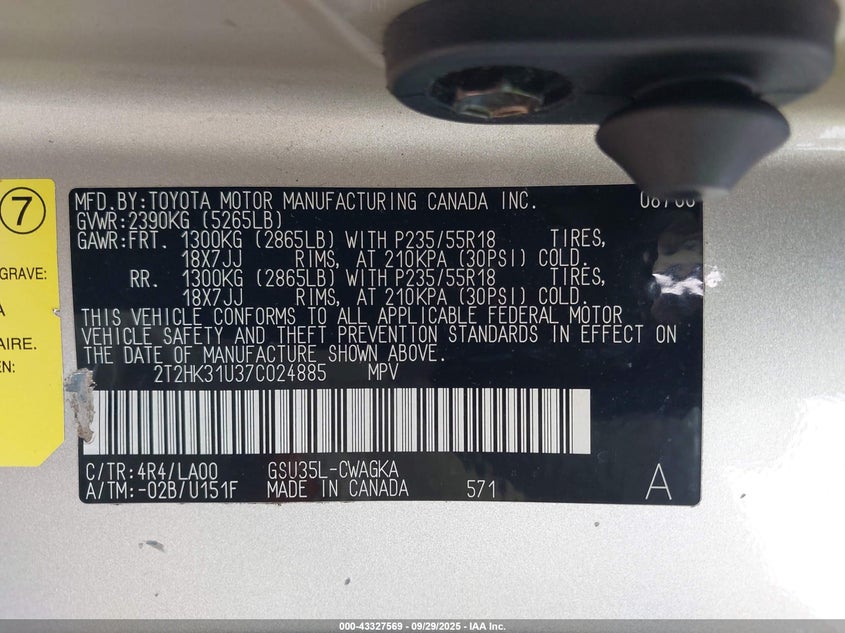 7
GRAVE:
A
AIRE.
EN:
MFD.BY:TOYOTA MOTOR MANUFACTURING CANADA INC.
GVWR:2390KG (5265LB)
GAWR:FRT. 1300KG (2865LB) WITH P235/55R18 TIRES,
18X7JJ RIMS, AT 210KPA (30PSI) COLD.
RR. 1300KG (2865LB) WITH P235/55R18 TIRES,
18X7JJ RIMS, AT 210KPA (30PSI) COLD.
THIS VEHICLE CONFORMS TO ALL APPLICABLE FEDERAL MOTOR
VEHICLE SAFETY AND THEFT PREVENTION STANDARDS IN EFFECT ON
THE DATE OF MANUFACTURE SHOWN ABOVE.
2T2HK31U37C024885 MPV
C/TR:4R4/LA00 GSU35L-CWAGKA
A/TM:-02B/U151F MADE IN CANADA 571 A
000-43327569 - 09/29/2025 - IAA Inc.